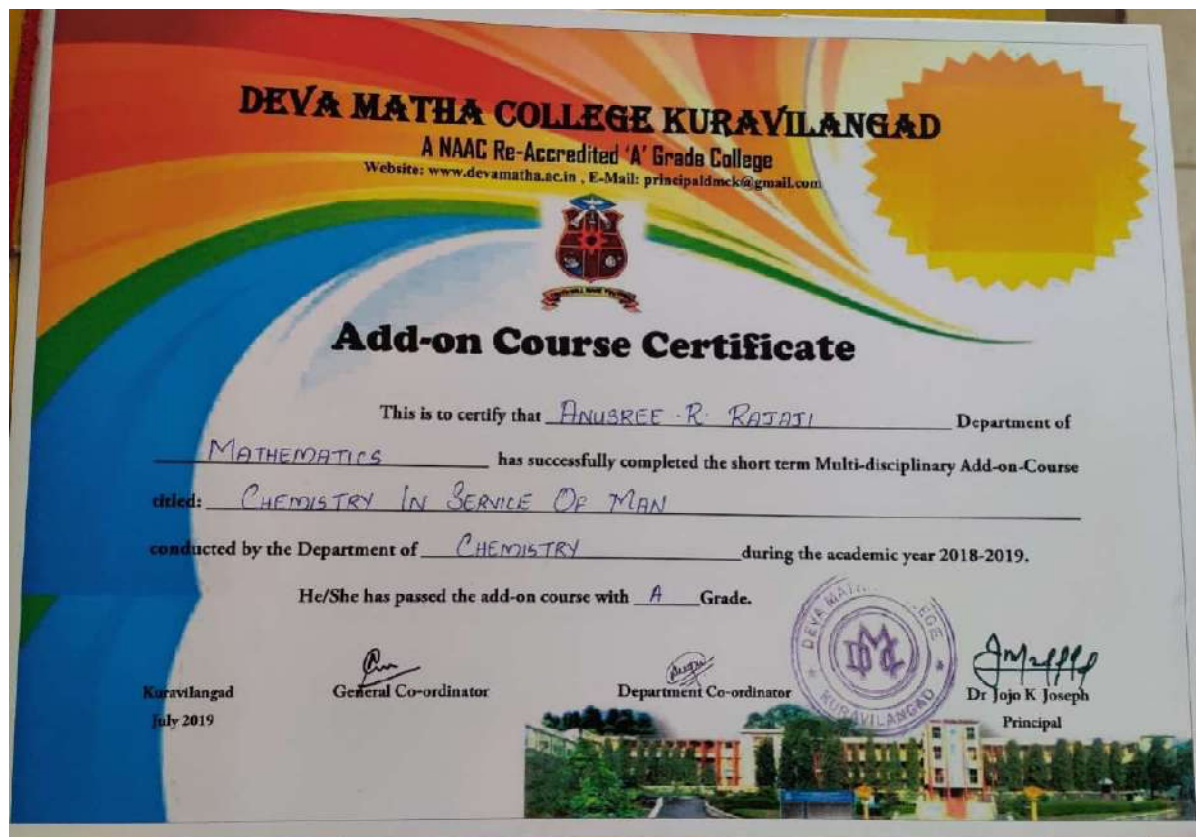 DEVA MATHA COLLEGE KURAVILANGAD
A NAAC Re-Accredited 'A' Grade College
Website: www.devamatha.ac.in , E-Mail: principaldmck@gmail.com
Add-on Course Certificate
This is to certify that ANUSREE R. RAJAJI Department of
MATHEMATICS has successfully completed the short term Multi-disciplinary Add-on-Course
titled: CHEMISTRY IN SERVICE OF MAN
conducted by the Department of CHEMISTRY during the academic year 2018-2019.
He/She has passed the add-on course with A Grade.
DEVA MATHA COLLEGE
DMC
KURAVILANGAD
Kuravilangad General Co-ordinator Department Co-ordinator Dr Jojo K Joseph
July 2019 Principal